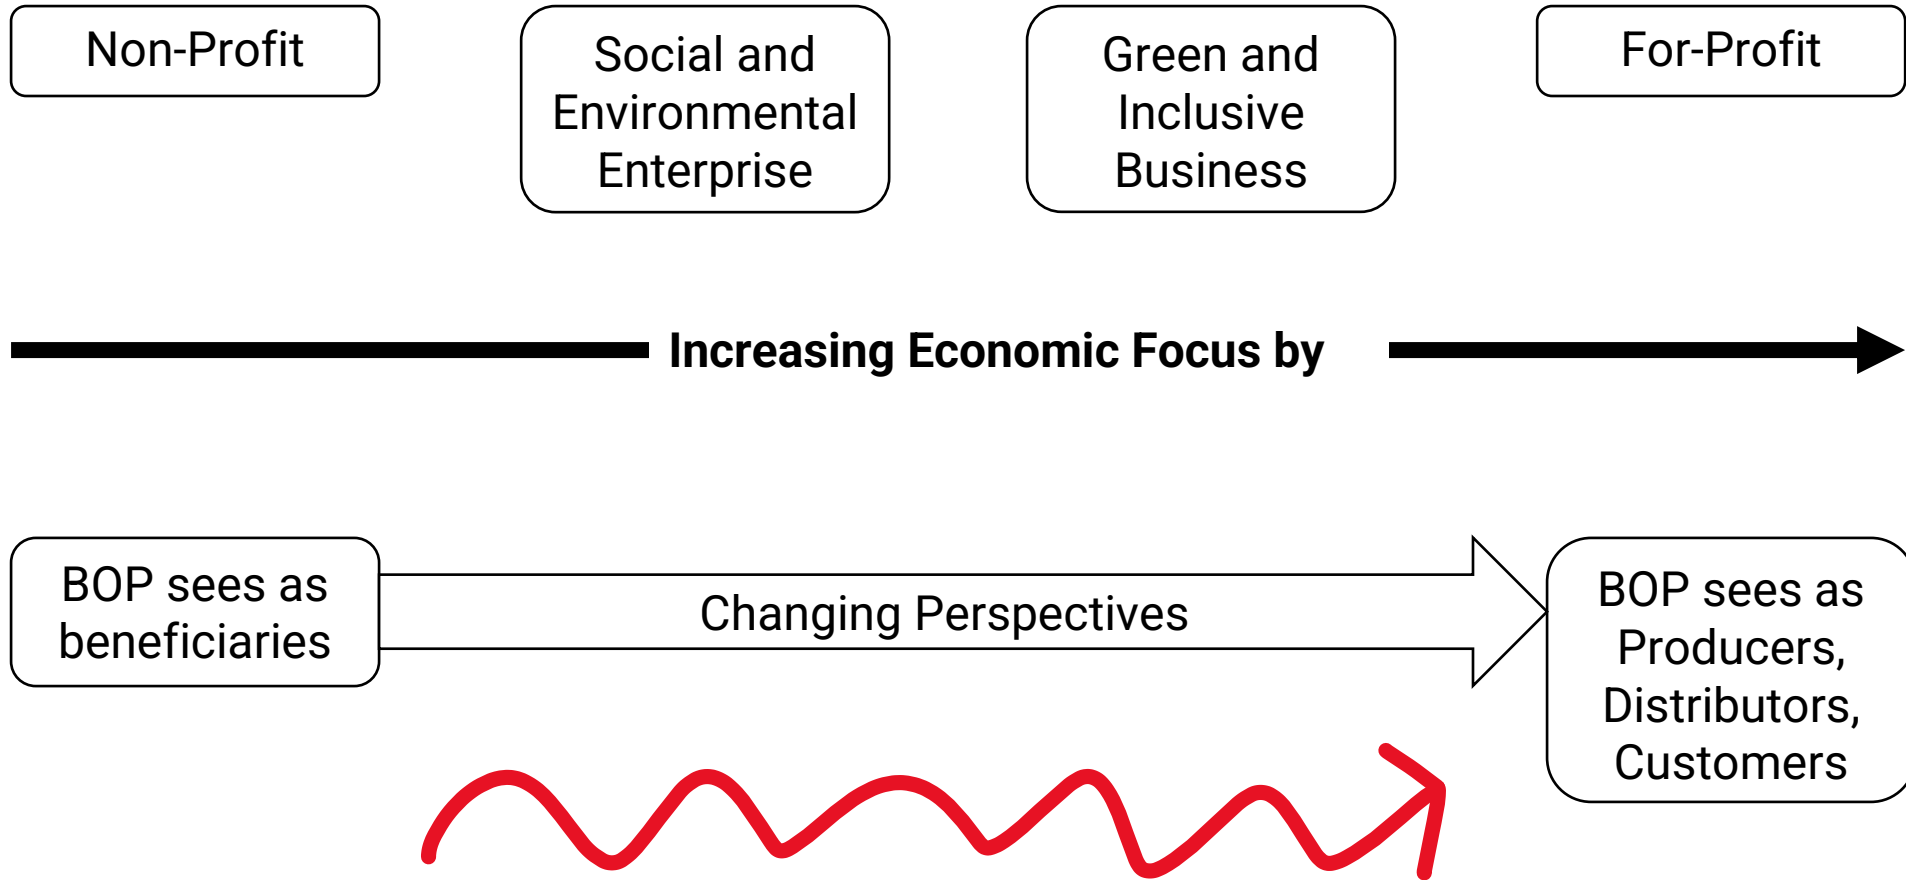 Non-Profit
Social and
Environmental
Enterprise
Green and
Inclusive
Business
For-Profit
Increasing Economic Focus by
BOP sees as
beneficiaries
Changing Perspectives
BOP sees as
Producers,
Distributors,
Customers